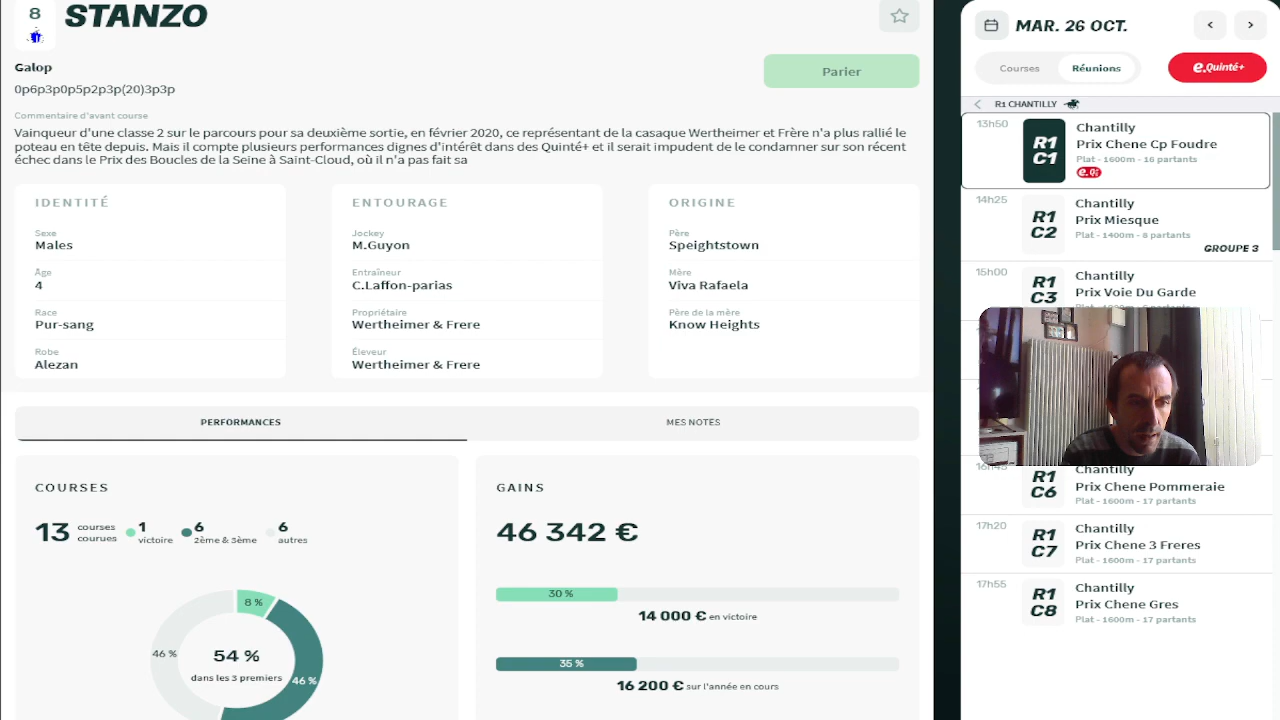 8
STANZO
Galop
0p6p3p0p5p2p3p(20)3p3p
Parier
Commentaire d'avant course
Vainqueur d'une classe 2 sur le parcours pour sa deuxième sortie, en février 2020, ce représentant de la casaque Wertheimer et Frère n'a plus rallié le
poteau en tête depuis. Mais il compte plusieurs performances dignes d'intérêt dans des Quinté+ et il serait impudent de le condamner sur son récent
échec dans le Prix des Boucles de la Seine à Saint-Cloud, où il n'a pas fait sa
IDENTITÉ
Sexe
Males
Âge
4
Race
Pur-sang
Robe
Alezan
ENTOURAGE
Jockey
M.Guyon
Entraîneur
C.Laffon-parias
Propriétaire
Wertheimer & Frere
Éleveur
Wertheimer & Frere
ORIGINE
Père
Speightstown
Mère
Viva Rafaela
Père de la mère
Know Heights
PERFORMANCES
MES NOTES
COURSES
13 courses courues
1 victoire
6 2ème & 3ème
6 autres
8 %
46 %
46 %
54 %
dans les 3 premiers
GAINS
46 342 €
30 %
14 000 € en victoire
35 %
16 200 € sur l'année en cours
MAR. 26 OCT.
Courses
Réunions
e.Quinté+
R1 CHANTILLY
13h50
R1
C1
Chantilly
Prix Chene Cp Foudre
Plat - 1600m - 16 partants
14h25
R1
C2
Chantilly
Prix Miesque
Plat - 1400m - 8 partants
GROUPE 3
15h00
R1
C3
Chantilly
Prix Voie Du Garde
16h45
R1
C6
Chantilly
Prix Chene Pommeraie
Plat - 1600m - 17 partants
17h20
R1
C7
Chantilly
Prix Chene 3 Freres
Plat - 1600m - 17 partants
17h55
R1
C8
Chantilly
Prix Chene Gres
Plat - 1600m - 17 partants